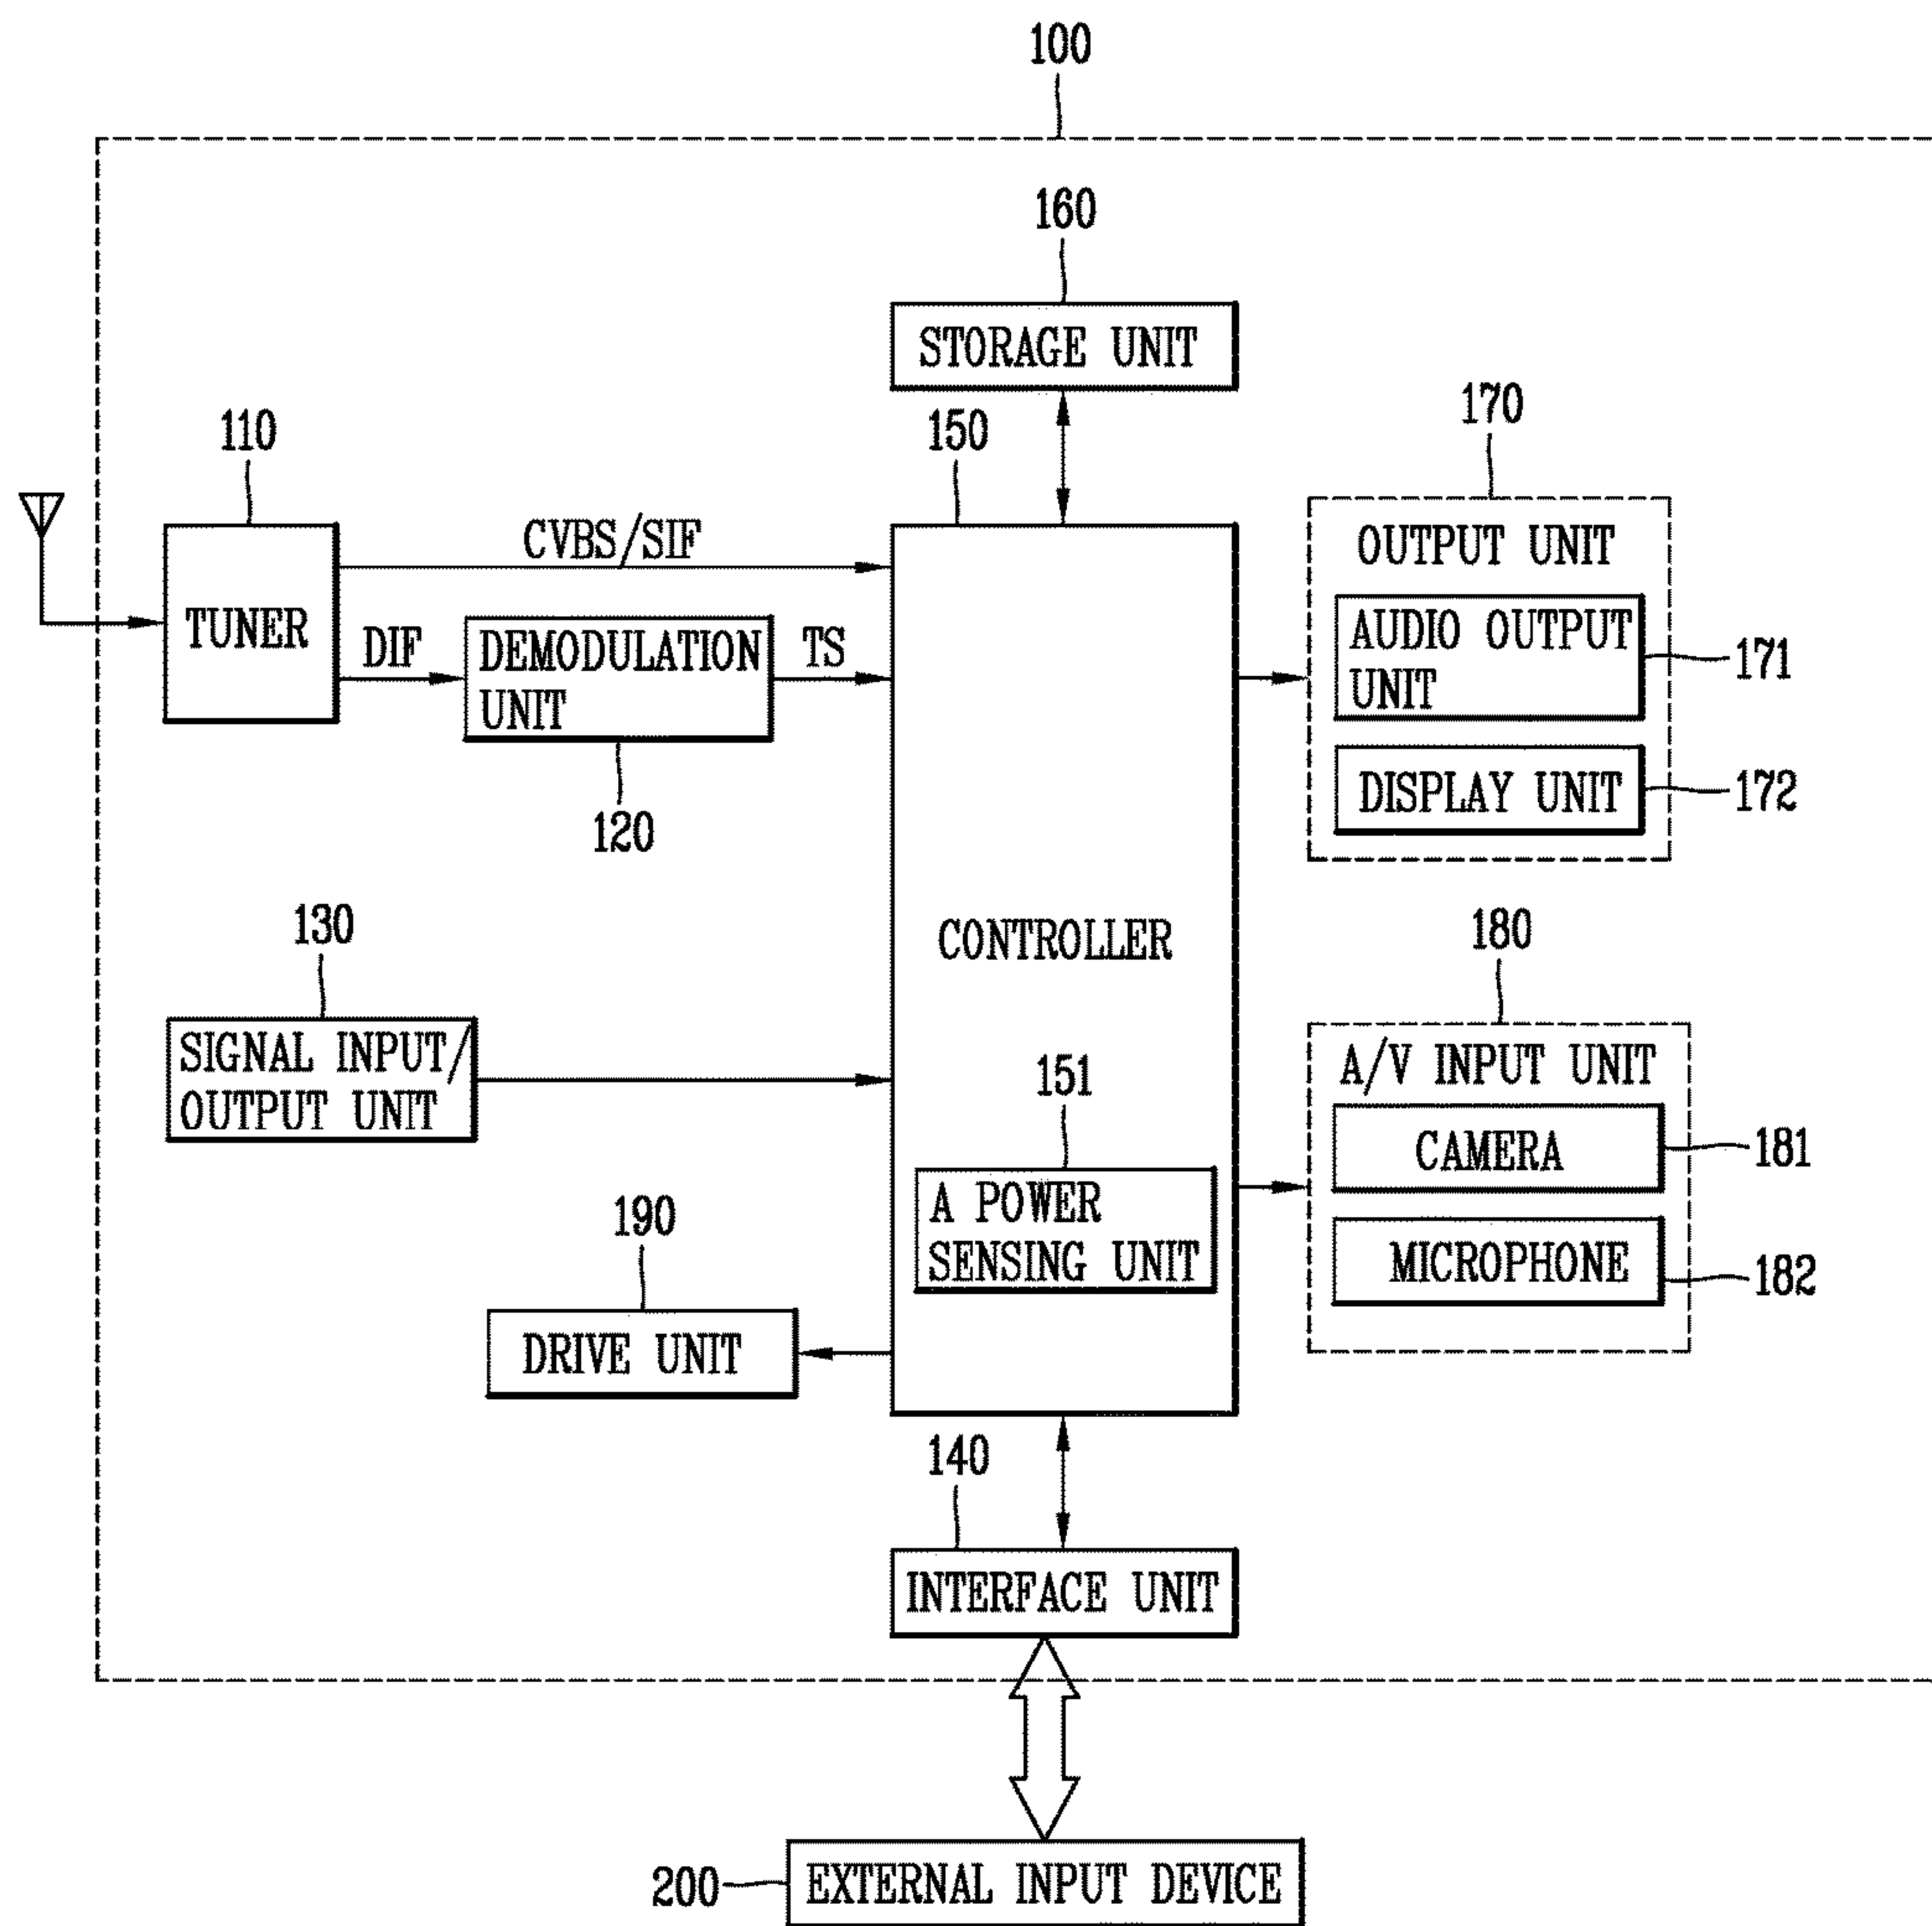 100
160
STORAGE UNIT
110
150
170
CVBS/SIF
OUTPUT UNIT
TUNER
DIF
DEMODULATION
UNIT
TS
AUDIO OUTPUT
UNIT
171
120
DISPLAY UNIT
172
130
CONTROLLER
180
SIGNAL INPUT/
OUTPUT UNIT
151
A/V INPUT UNIT
CAMERA
181
190
A POWER
SENSING UNIT
MICROPHONE
182
DRIVE UNIT
140
INTERFACE UNIT
200
EXTERNAL INPUT DEVICE